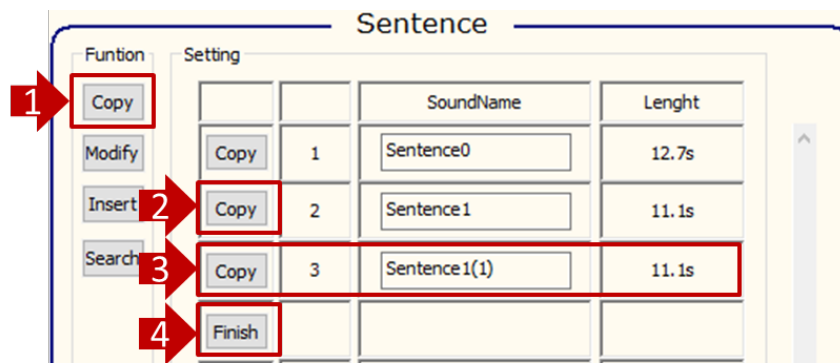 Sentence
Funtion Setting
1 Copy SoundName Lenght
Modify Copy 1 Sentence0 12.7s
Insert 2 Copy 2 Sentence1 11.1s
Search 3 Copy 3 Sentence1(1) 11.1s
4 Finish